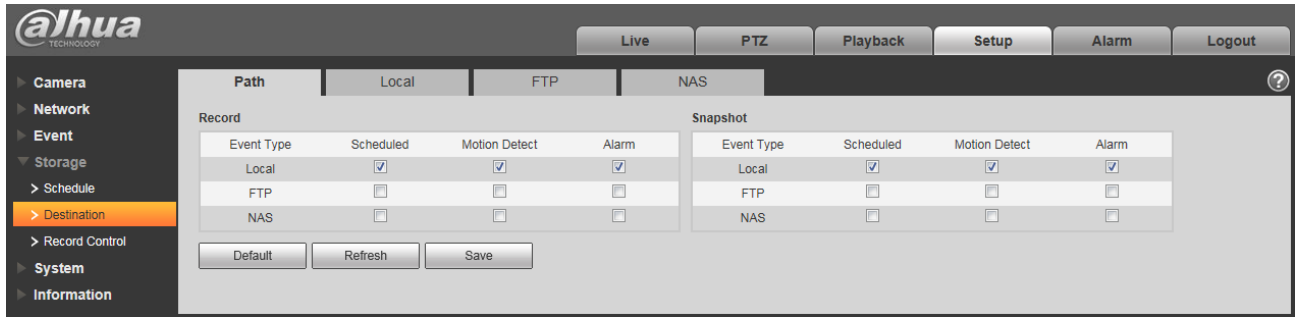 alhua
TECHNOLOGY
Live PTZ Playback Setup Alarm Logout
Camera
Network
Event
Storage
> Schedule
> Destination
> Record Control
System
Information
Path Local FTP NAS ?
Record
Event Type Scheduled Motion Detect Alarm
Local
FTP
NAS
Snapshot
Event Type Scheduled Motion Detect Alarm
Local
FTP
NAS
Default Refresh Save